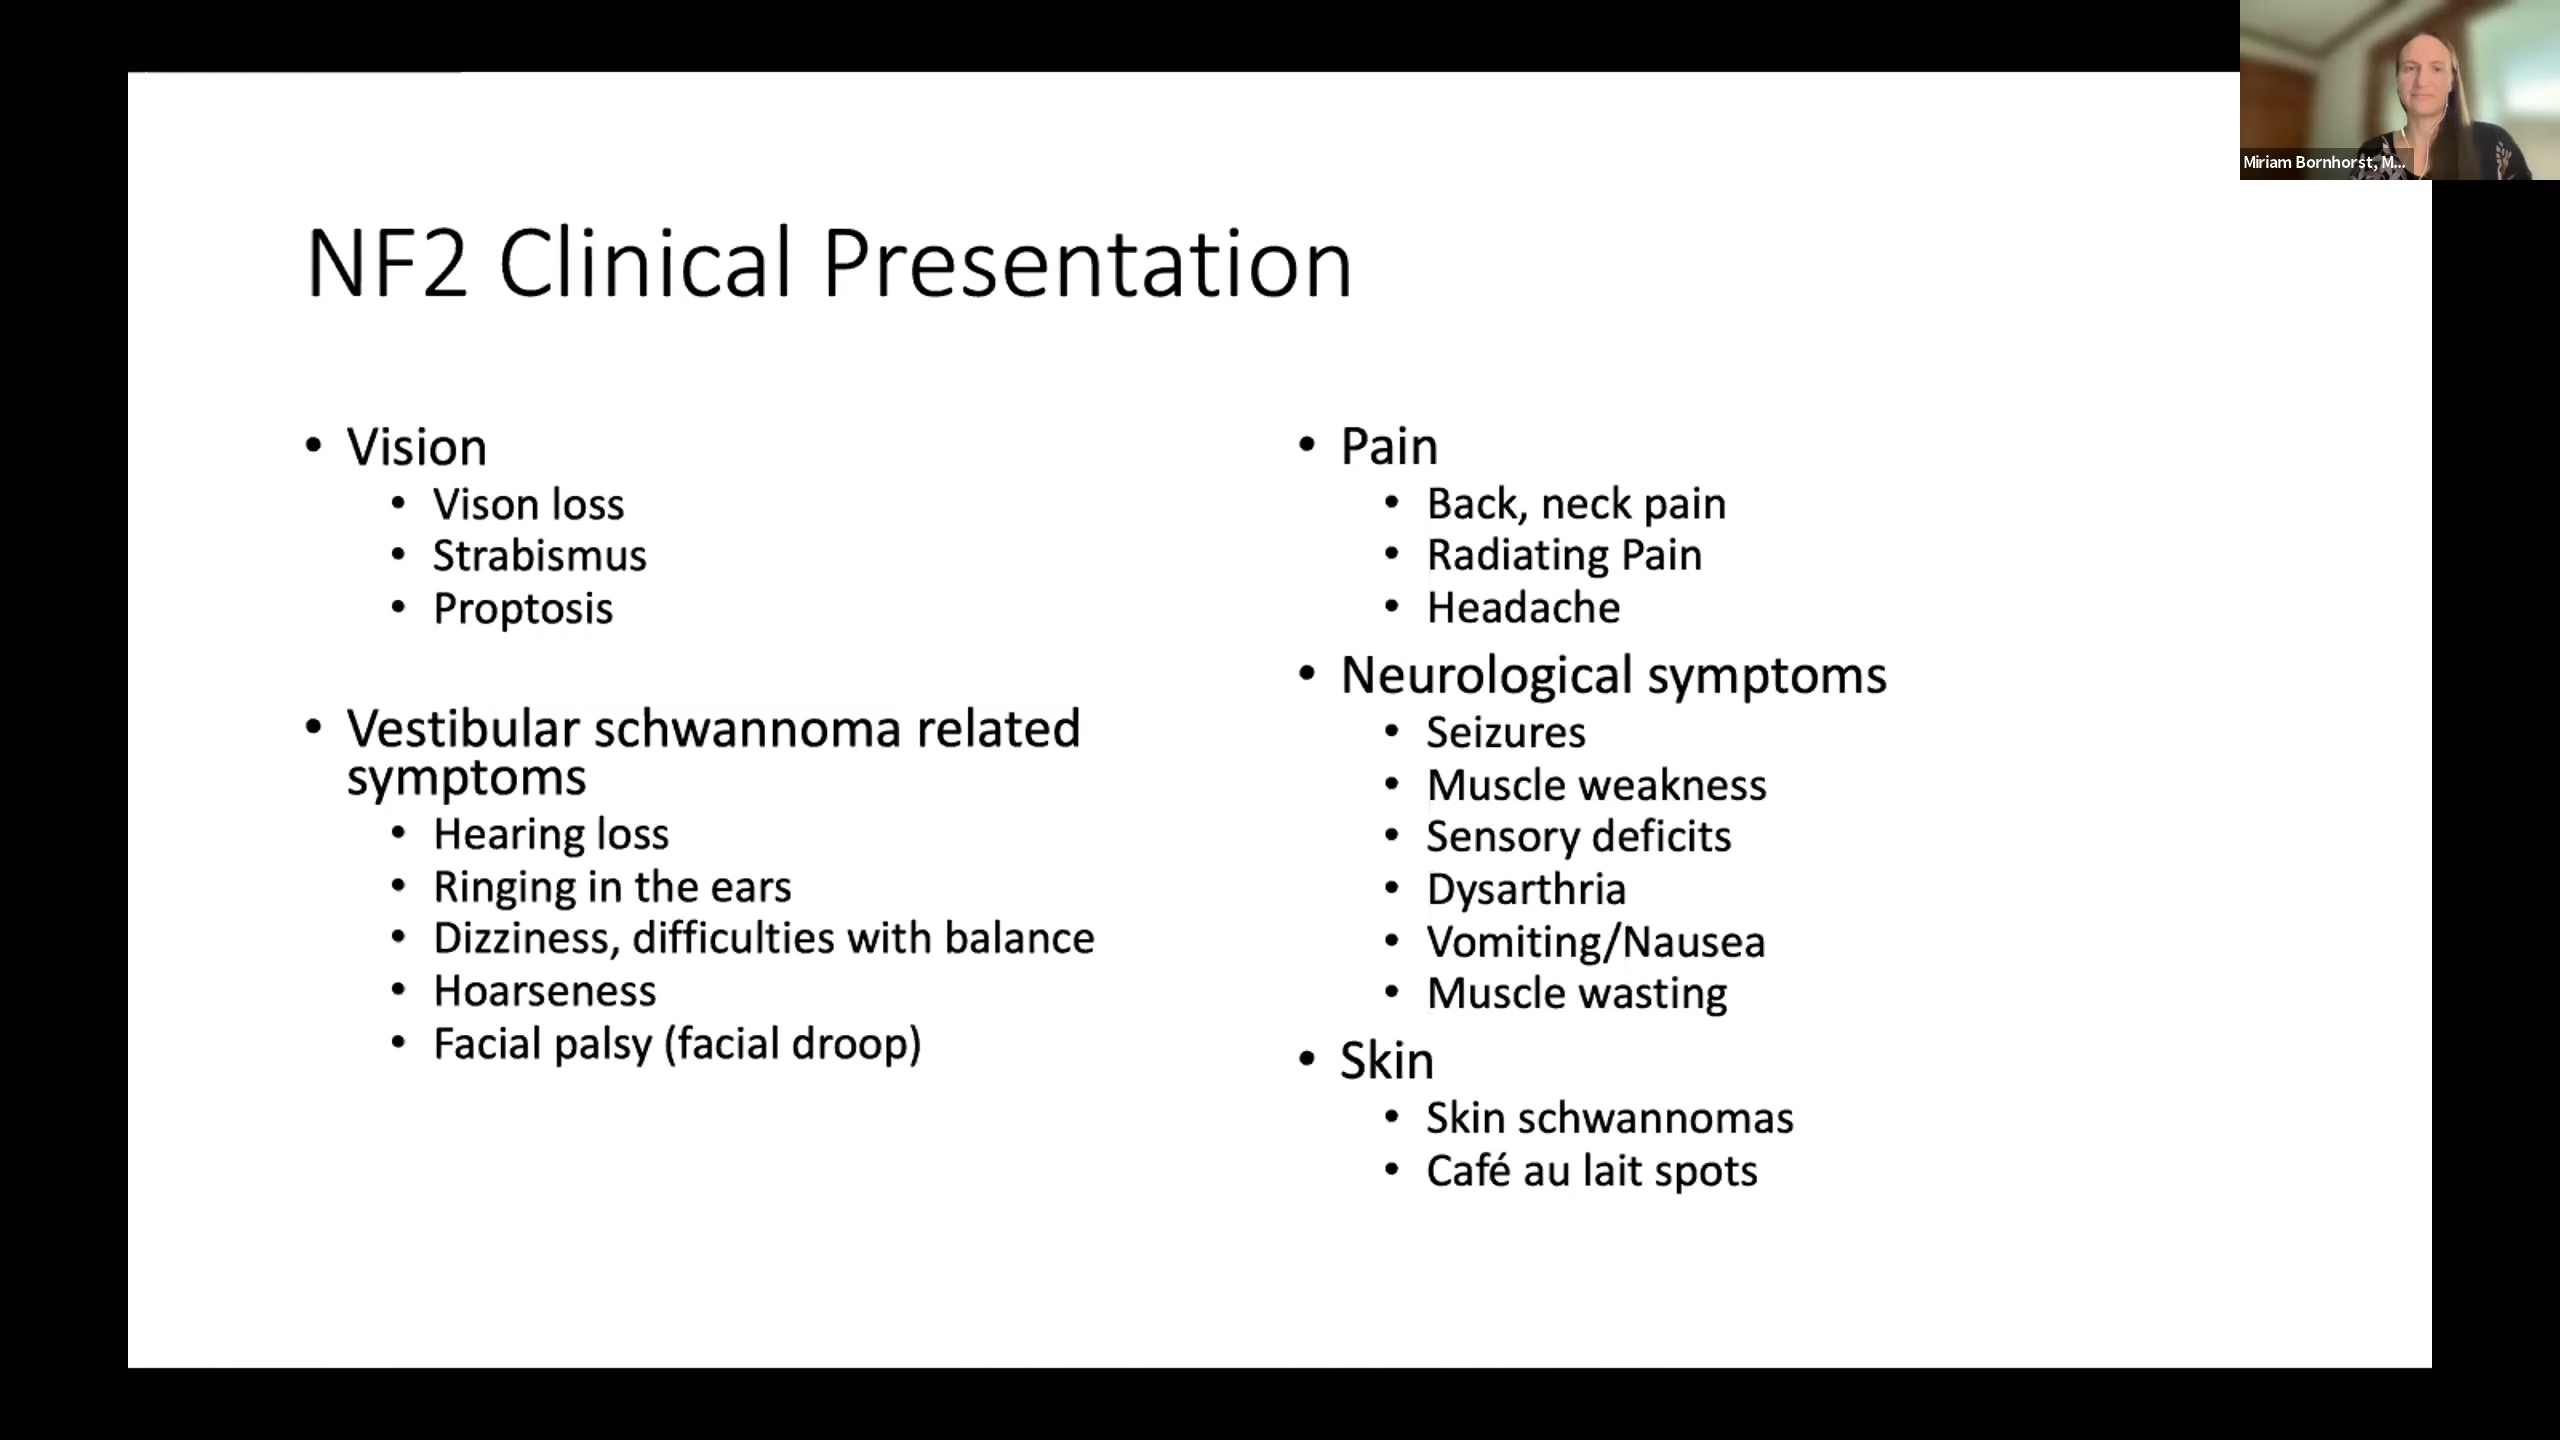 Miriam Bornhorst, M...
NF2 Clinical Presentation
• Vision
• Vison loss
• Strabismus
• Proptosis
• Vestibular schwannoma related
symptoms
• Hearing loss
• Ringing in the ears
• Dizziness, difficulties with balance
• Hoarseness
• Facial palsy (facial droop)
• Pain
• Back, neck pain
• Radiating Pain
• Headache
• Neurological symptoms
• Seizures
• Muscle weakness
• Sensory deficits
• Dysarthria
• Vomiting/Nausea
• Muscle wasting
• Skin
• Skin schwannomas
• Café au lait spots